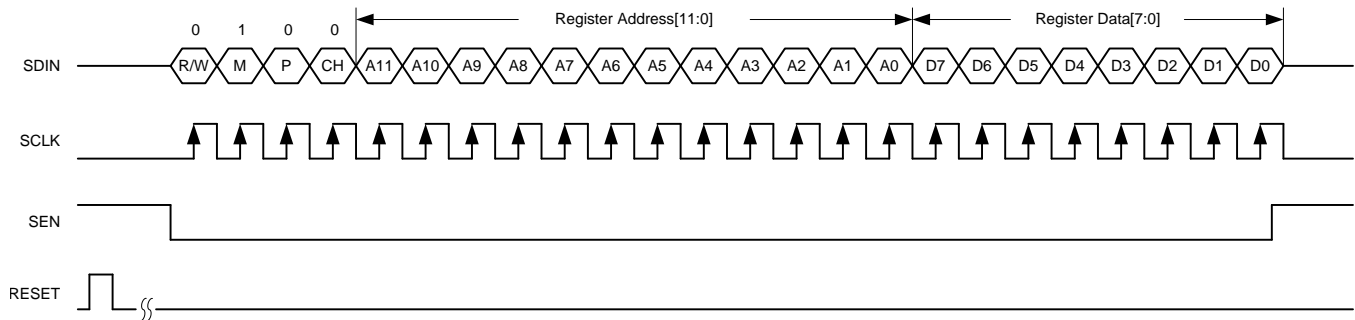 0 1 0 0 Register Address[11:0] Register Data[7:0]
SDIN R/W M P CH A11 A10 A9 A8 A7 A6 A5 A4 A3 A2 A1 A0 D7 D6 D5 D4 D3 D2 D1 D0
SCLK
SEN
RESET